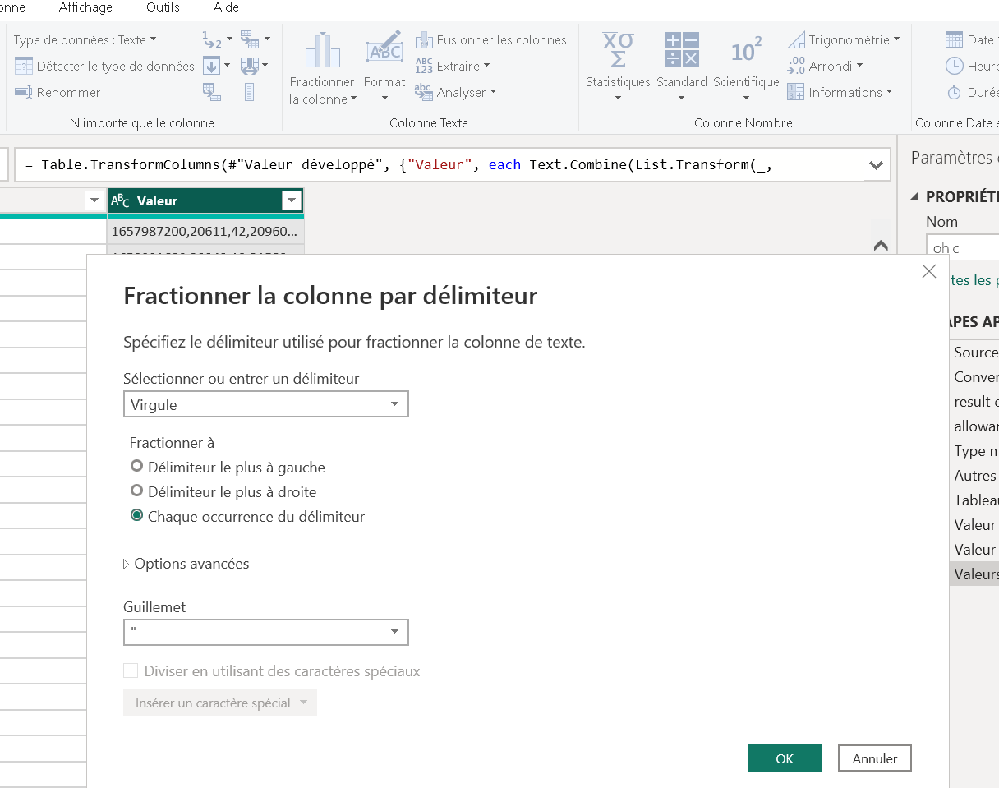 onne Affichage Outils Aide
Type de données : Texte
Détecter le type de données
Renommer
N'importe quelle colonne
Fractionner
la colonne
Format
Fusionner les colonnes
Extraire
Analyser
Colonne Texte
Statistiques
Standard
Scientifique
Trigonométrie
Arrondi
Informations
Colonne Nombre
Date
Heure
Durée
Colonne Date e
= Table.TransformColumns(#"Valeur développé", {"Valeur", each Text.Combine(List.Transform(_,
Paramètres
PROPRIÉTÉ
Nom
ohlc
tes les p
APES AP
Valeur
1657987200,20611,42,20960...
Fractionner la colonne par délimiteur
Spécifiez le délimiteur utilisé pour fractionner la colonne de texte.
Sélectionner ou entrer un délimiteur
Virgule
Fractionner à
Délimiteur le plus à gauche
Délimiteur le plus à droite
Chaque occurrence du délimiteur
Options avancées
Guillemet
"
Diviser en utilisant des caractères spéciaux
Insérer un caractère spécial
OK
Annuler
Source
Conver
result
allowar
Type m
Autres
Tableau
Valeur
Valeur
Valeurs